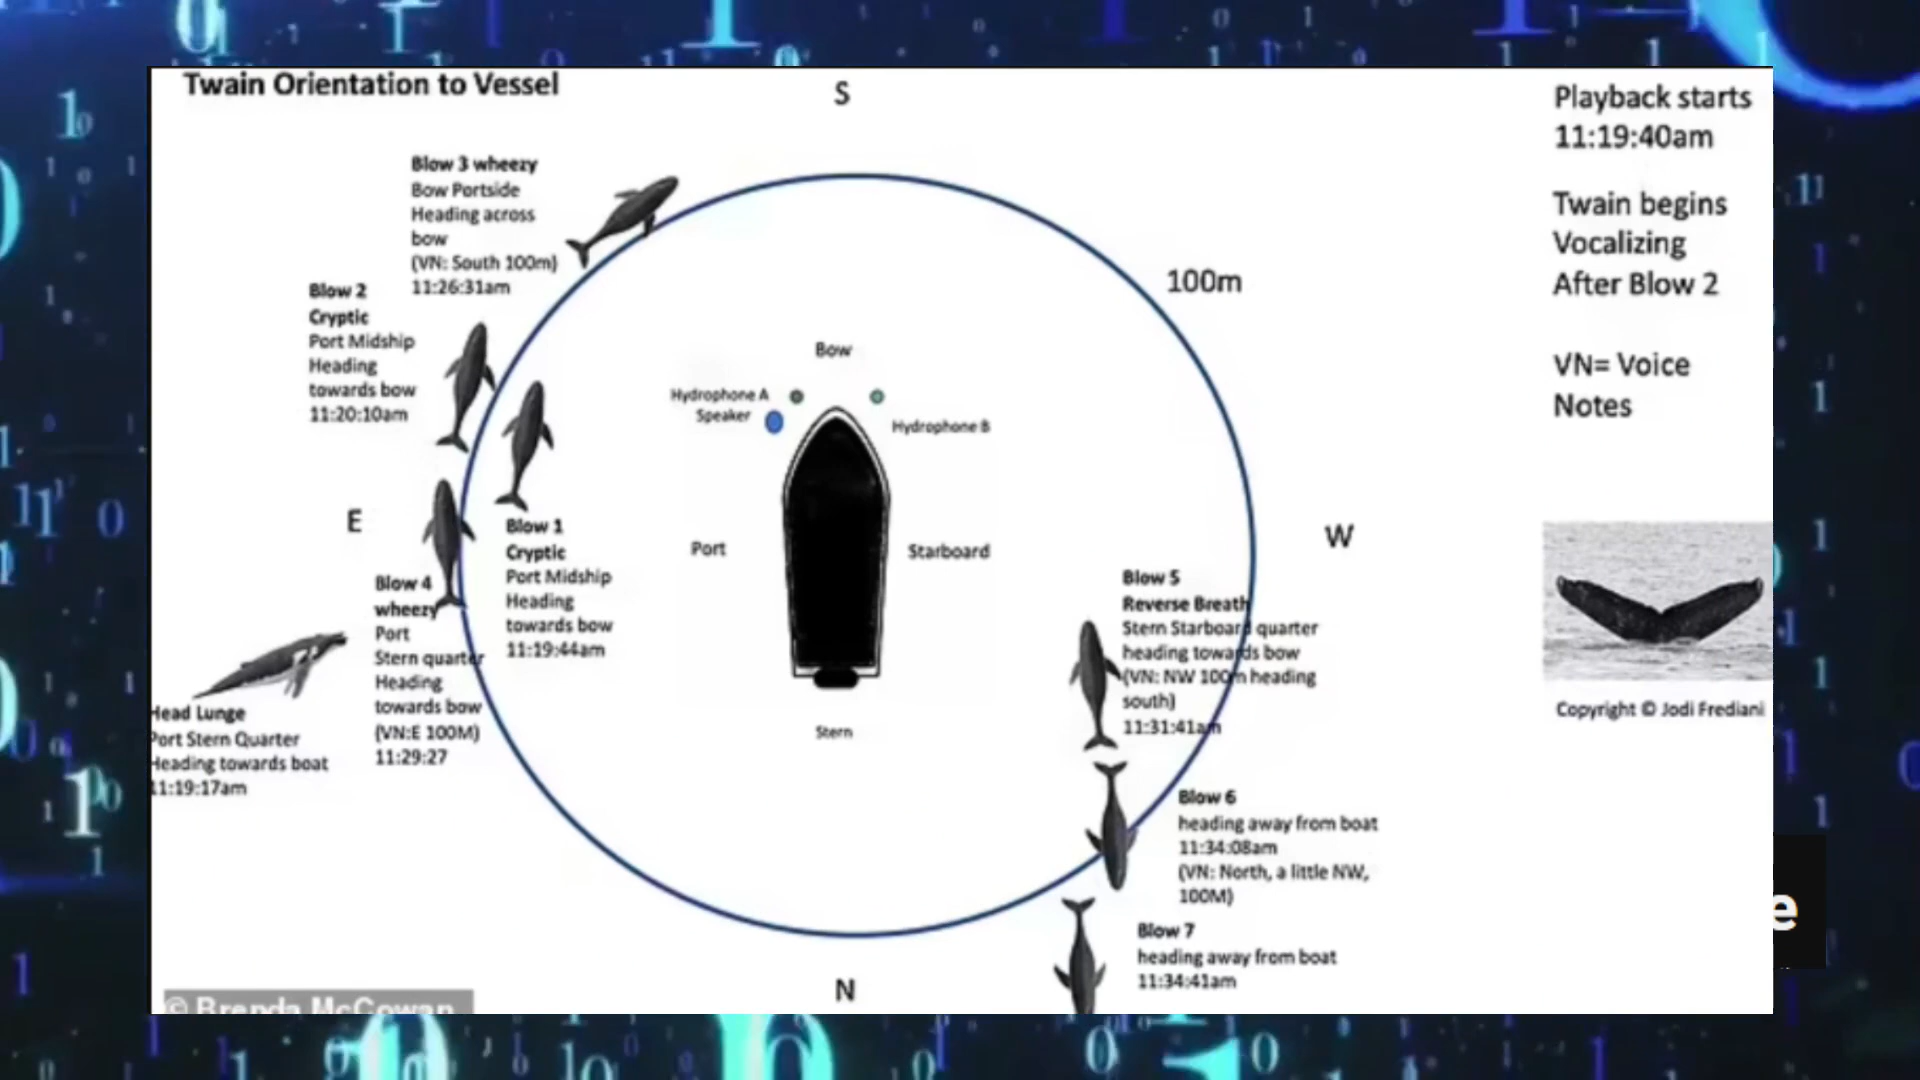 Twain Orientation to Vessel
S
Playback starts
11:19:40am
Twain begins
Vocalizing
After Blow 2
VN= Voice
Notes
Blow 3 wheezy
Bow Portside
Heading across
bow
(VN: South 100m)
11:26:31am
100m
Blow 2
Cryptic
Port Midship
Heading
towards bow
11:20:10am
Bow
Hydrophone A
Speaker
Hydrophone B
E
W
Blow 1
Cryptic
Port Midship
Heading
towards bow
11:19:44am
Port
Starboard
Blow 4
wheezy
Port
Stern quarter
Heading
towards bow
(VN:E 100M)
11:29:27
Blow 5
Reverse Breath
Stern Starboard quarter
heading towards bow
(VN: NW 100m heading
south)
11:31:41am
Head Lunge
Port Stern Quarter
Heading towards boat
11:19:17am
Stern
Copyright © Jodi Frediani
Blow 6
heading away from boat
11:34:08am
(VN: North, a little NW,
100M)
Blow 7
heading away from boat
11:34:41am
N
© Brenda McCowan
e